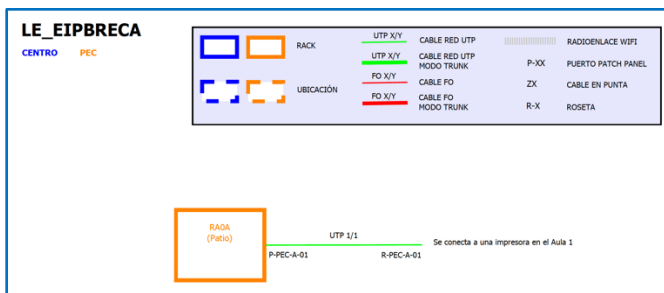 LE_EIPBRECA
CENTRO PEC
RACK
UBICACIÓN
UTP X/Y CABLE RED UTP
UTP X/Y CABLE RED UTP
MODO TRUNK
FO X/Y CABLE FO
FO X/Y CABLE FO
MODO TRUNK
RADIOENLACE WIFI
P-XX PUERTO PATCH PANEL
ZX CABLE EN PUNTA
R-X ROSETA
RA0A
(Patio)
UTP 1/1
P-PEC-A-01 R-PEC-A-01
Se conecta a una impresora en el Aula 1